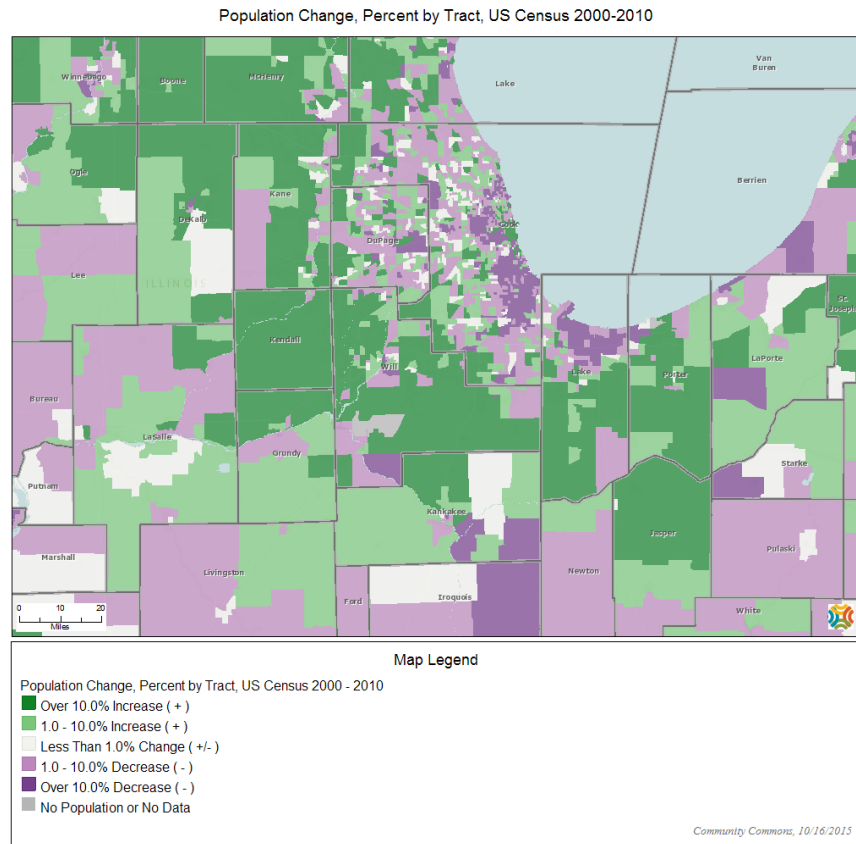 Population Change, Percent by Tract, US Census 2000-2010
Van
Buren
Winnebago
Boone
McHenry
Lake
Ogle
Kane
Berrien
DeKalb
Cook
DuPage
Lee
ILLINOIS
St.
Joseph
Kendall
Will
LaPorte
Lake
Porter
Bureau
LaSalle
Grundy
Starke
Putnam
Kankakee
Jasper
Marshall
Pulaski
Livingston
Newton
Ford
Iroquois
White
0 10 20
Miles
Map Legend
Population Change, Percent by Tract, US Census 2000 - 2010
Over 10.0% Increase ( + )
1.0 - 10.0% Increase ( + )
Less Than 1.0% Change ( +/- )
1.0 - 10.0% Decrease ( - )
Over 10.0% Decrease ( - )
No Population or No Data
Community Commons, 10/16/2015